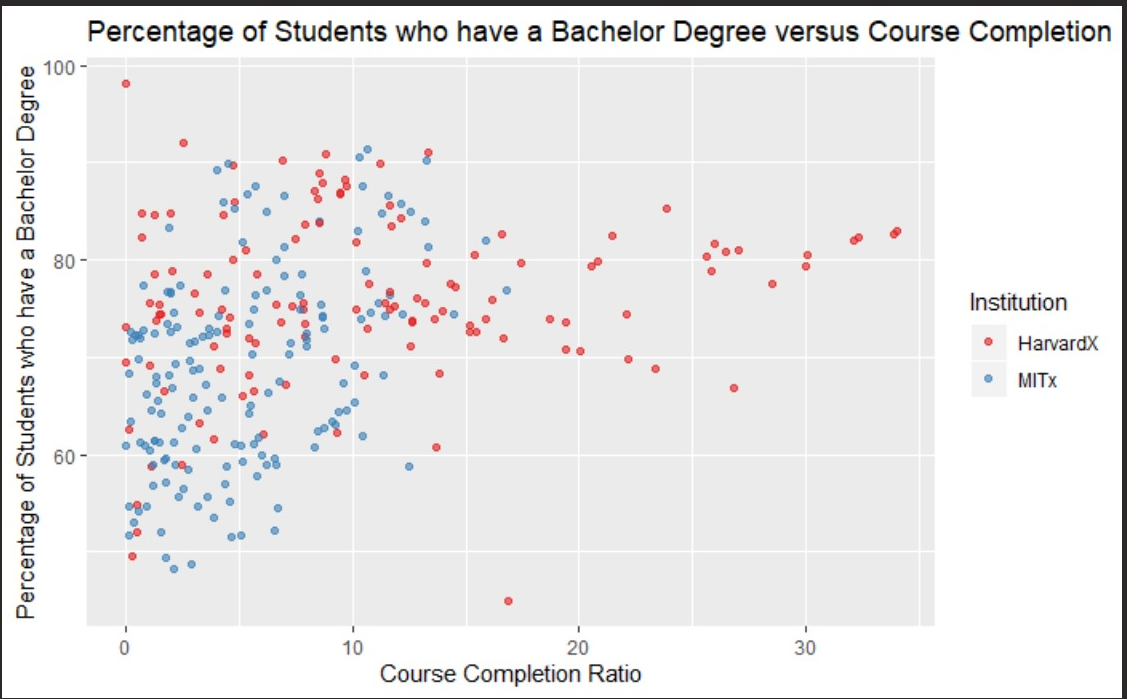 Percentage of Students who have a Bachelor Degree versus Course Completion
Percentage of Students who have a Bachelor Degree
100
80
60
0
10
20
30
Course Completion Ratio
Institution
HarvardX
MITx